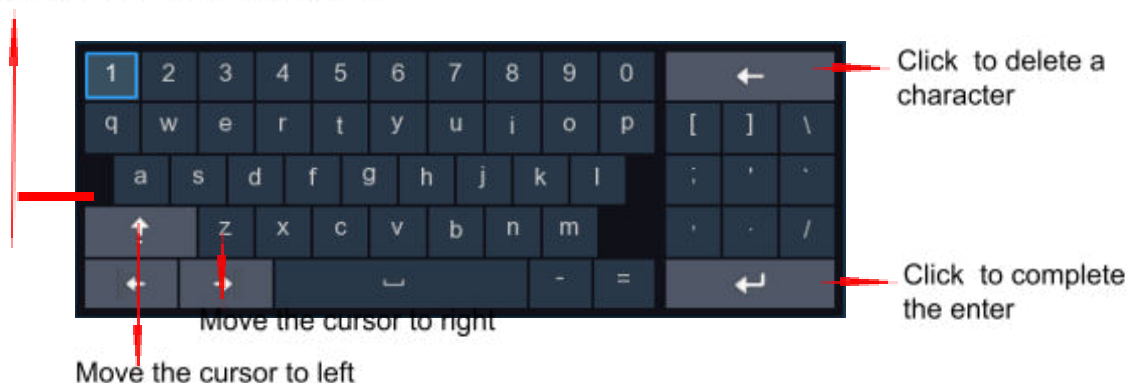 1 2 3 4 5 6 7 8 9 0
Click to delete a
character
q w e r t y u i o p [ ] \
a s d f g h j k l ; ' `
z x c v b n m , . /
- =
Click to complete
the enter
Move the cursor to right
Move the cursor to left